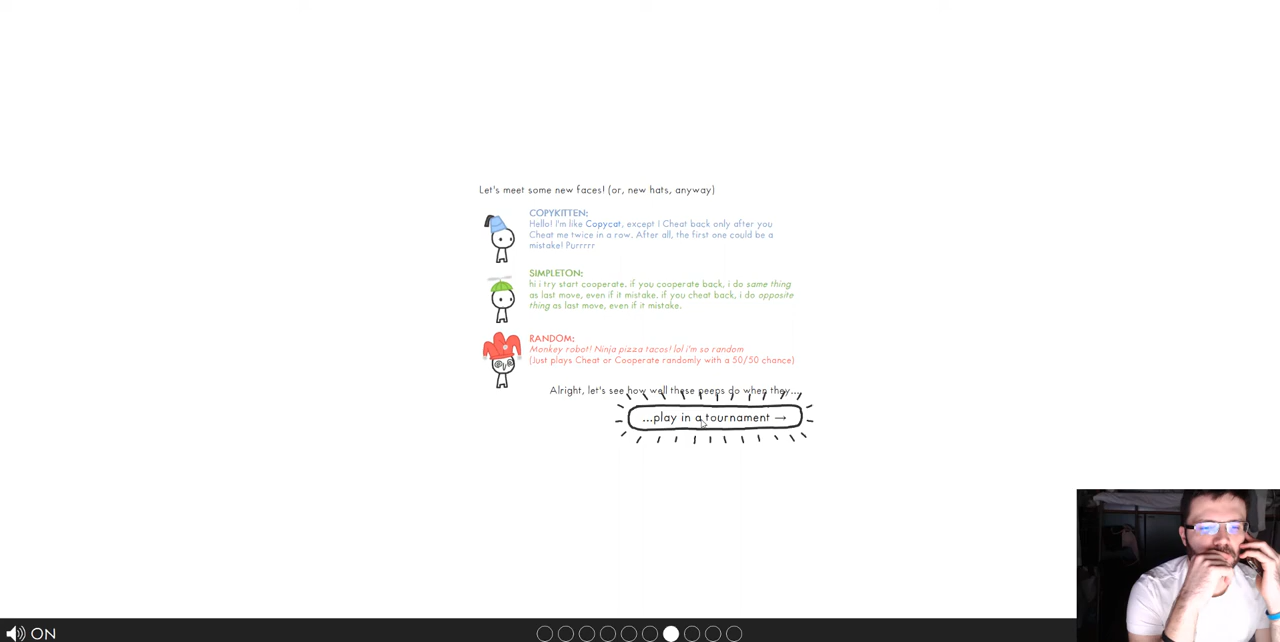 Let's meet some new faces! (or, new hats, anyway)
COPYKITTEN:
Hello! I'm like Copycat, except I Cheat back only after you
Cheat me twice in a row. After all, the first one could be a
mistake! Purrrrr
SIMPLETON:
hi i try start cooperate. if you cooperate back, i do same thing
as last move, even if it mistake. if you cheat back, i do opposite
thing as last move, even if it mistake.
RANDOM:
Monkey robot! Ninja pizza tacos! lol i'm so random
(Just plays Cheat or Cooperate randomly with a 50/50 chance)
Alright, let's see how well these peeps do when they...
...play in a tournament →
ON